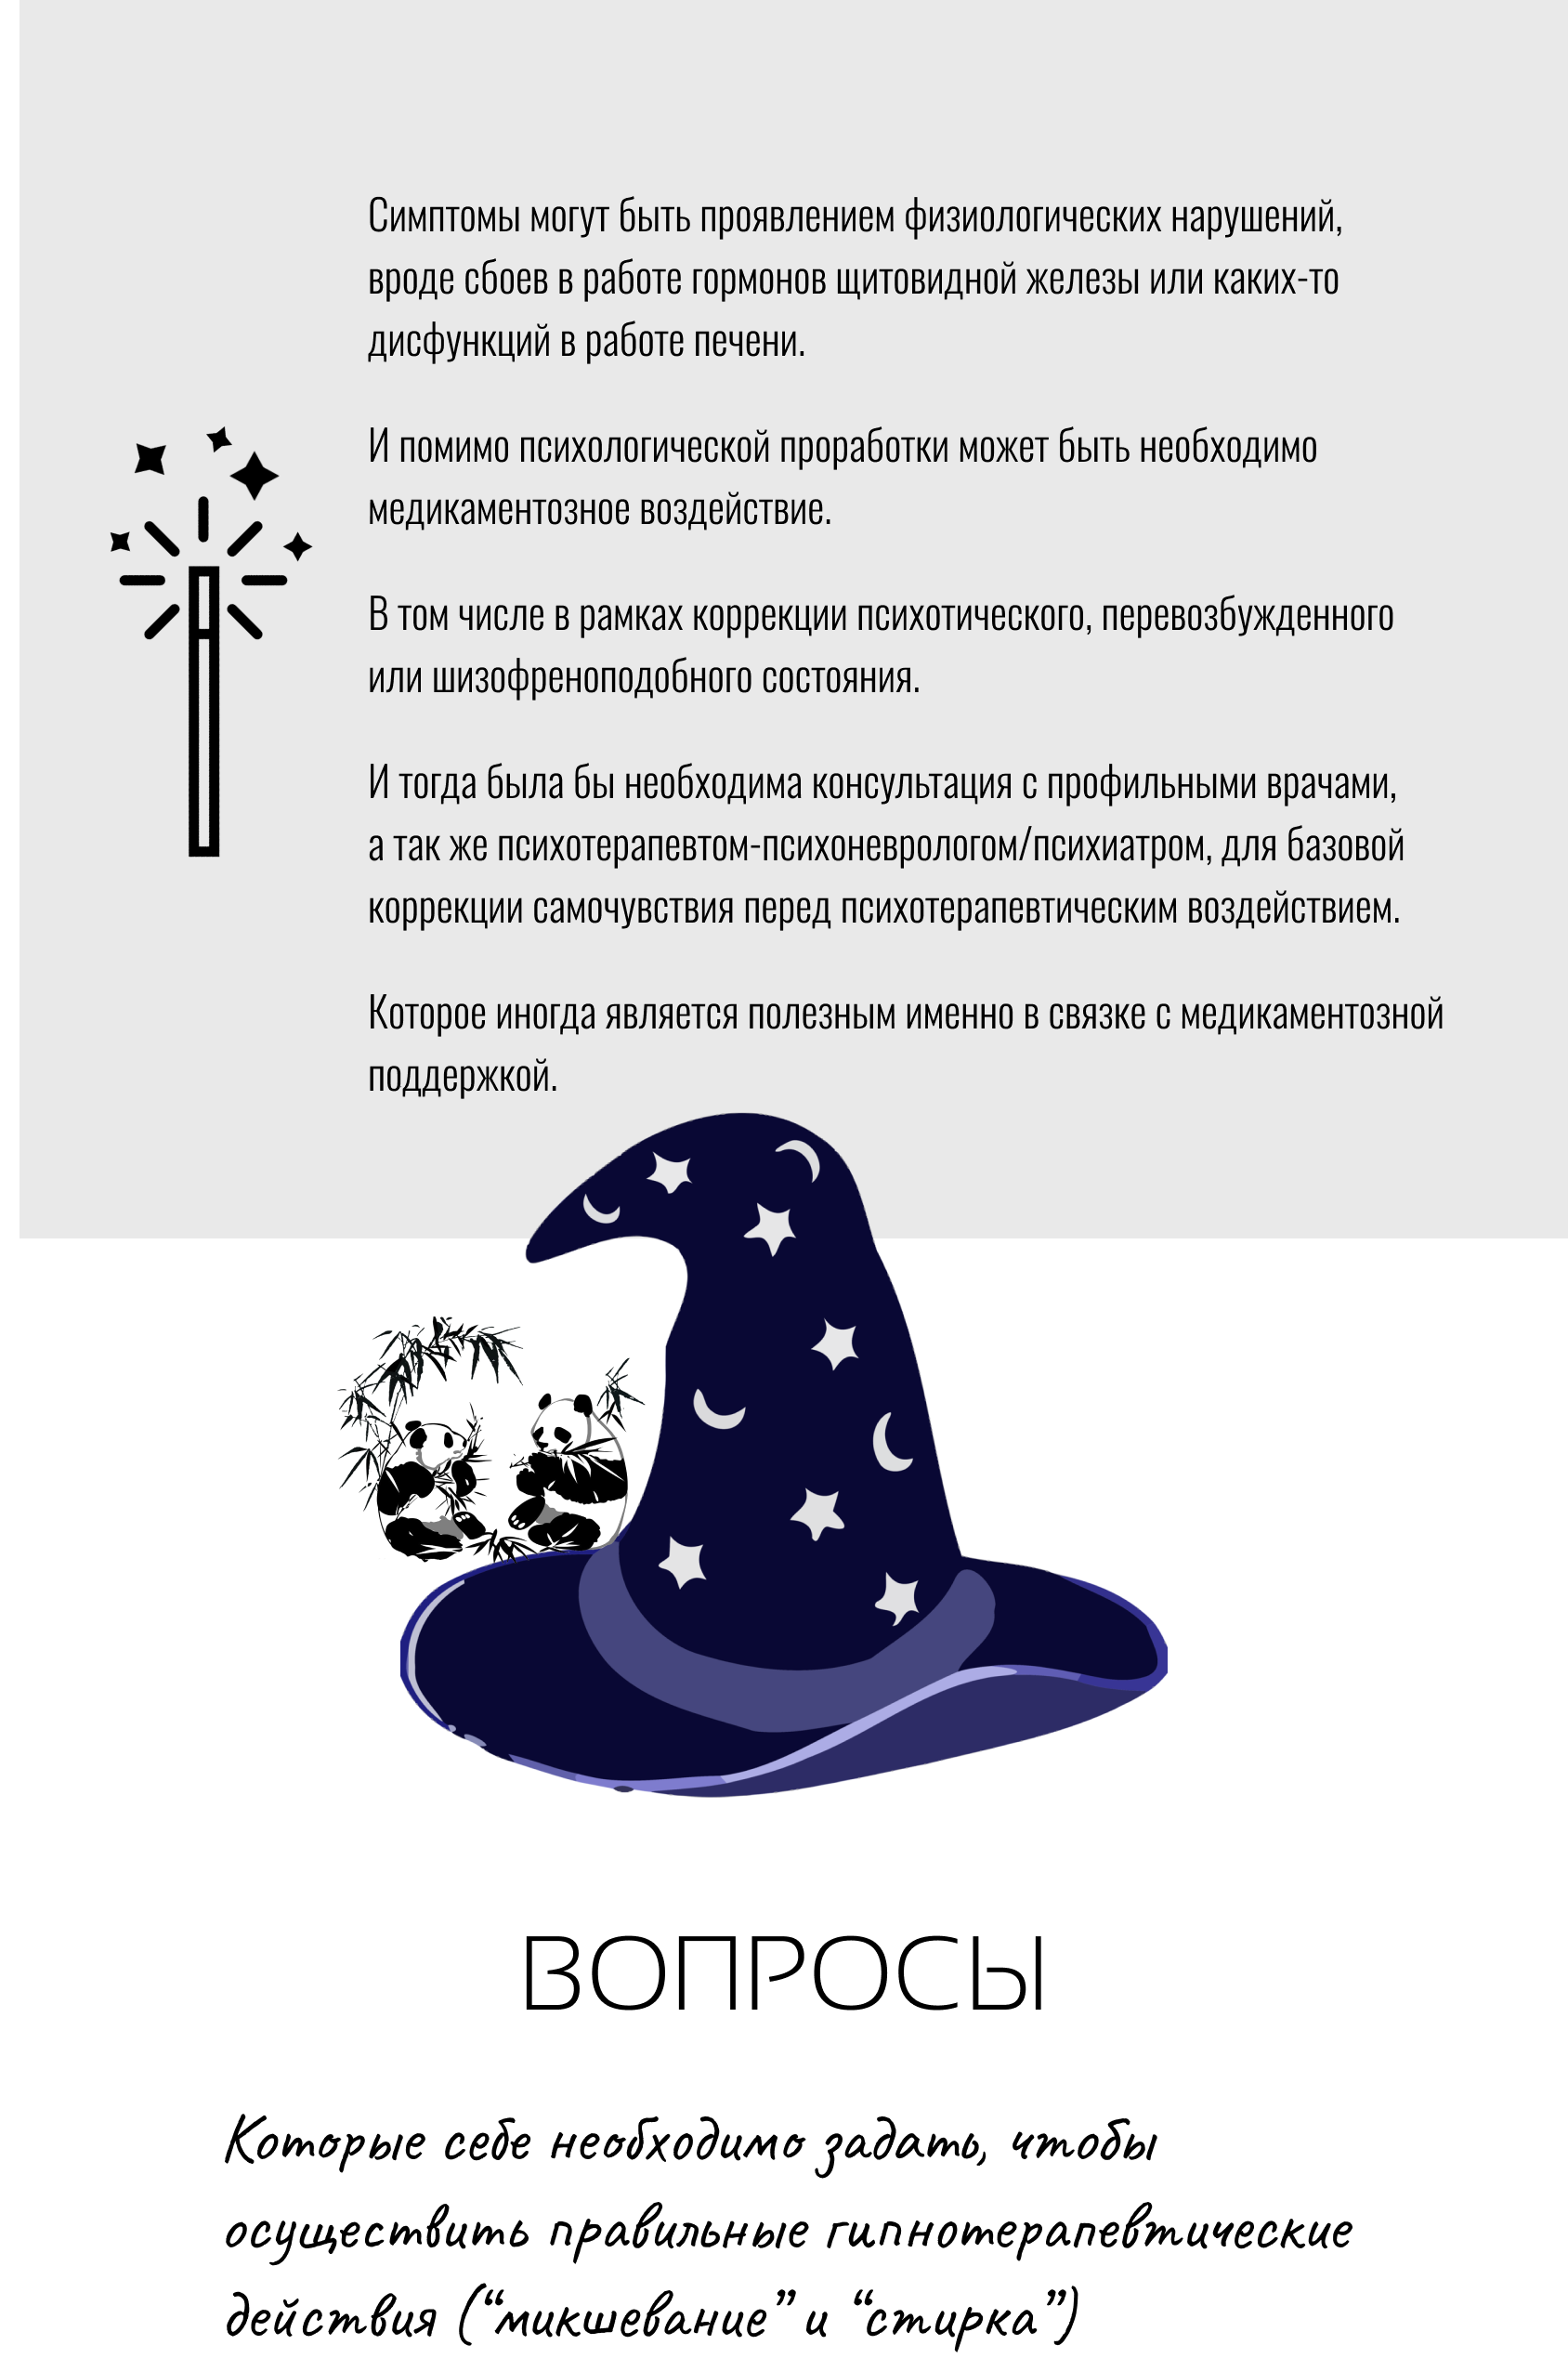 Симптомы могут быть проявлением физиологических нарушений,
вроде сбоев в работе гормонов щитовидной железы или каких-то
дисфункций в работе печени.
И помимо психологической проработки может быть необходимо
медикаментозное воздействие.
В том числе в рамках коррекции психотического, перевозбужденного
или шизофреноподобного состояния.
И тогда была бы необходима консультация с профильными врачами,
а так же психотерапевтом-психоневрологом/психиатром, для базовой
коррекции самочувствия перед психотерапевтическим воздействием.
Которое иногда является полезным именно в связке с медикаментозной
поддержкой.
ВОПРОСЫ
Которые себе необходимо задать, чтобы
осуществить правильные гипнотерапевтические
действия (“микшевание” и “стирка”)